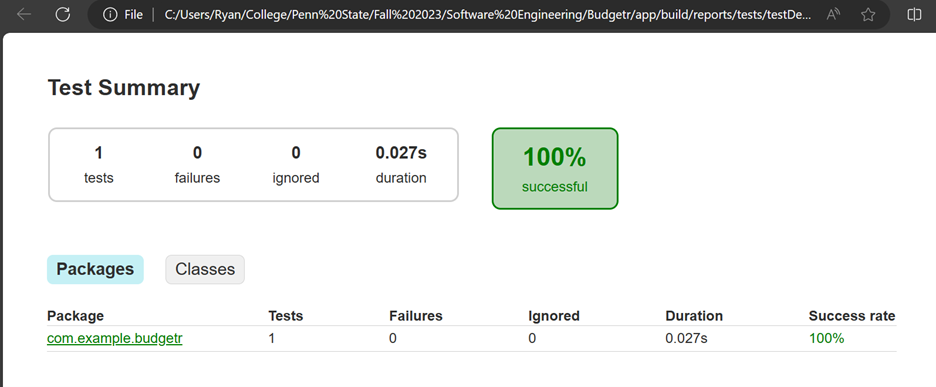 File C:/Users/Ryan/College/Penn%20State/Fall%202023/Software%20Engineering/Budgetr/app/build/reports/tests/testDe...
Test Summary
1 0 0 0.027s 100%
tests failures ignored duration successful
Packages Classes
Package Tests Failures Ignored Duration Success rate
com.example.budgetr 1 0 0 0.027s 100%